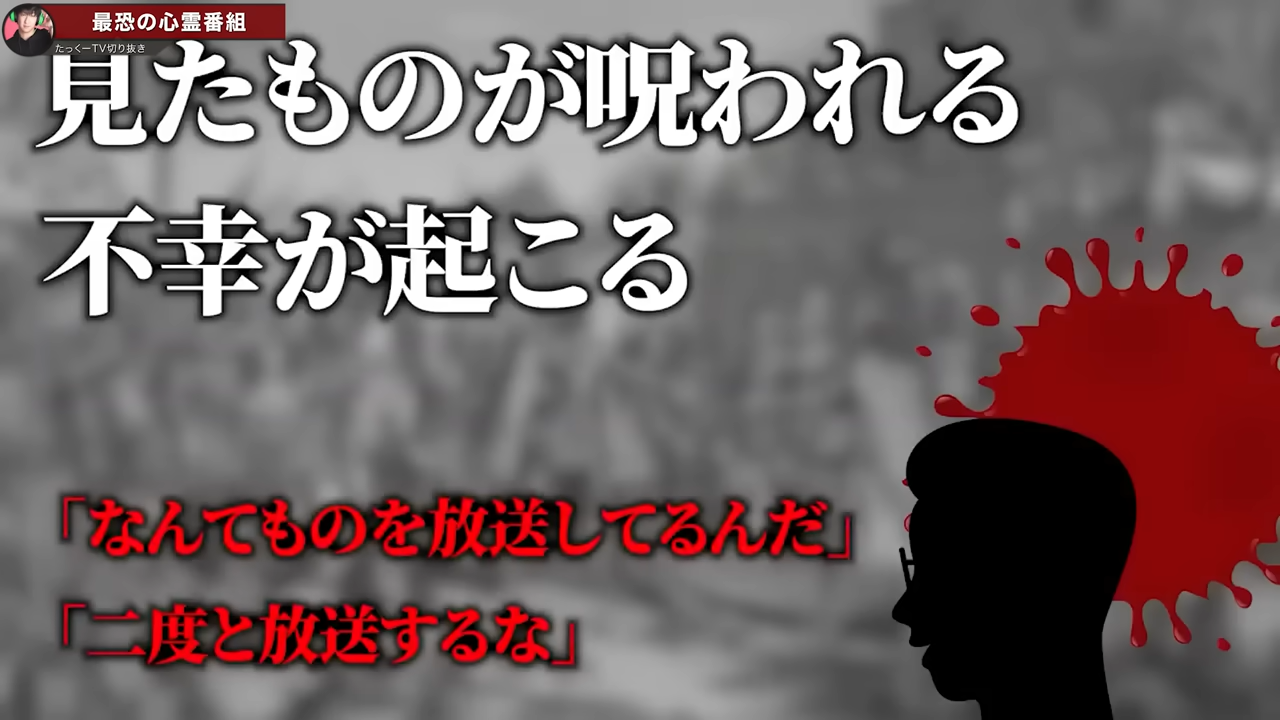 最恐の心霊番組
たっくーTV切り抜き
見たものが呪われる
不幸が起こる
「なんてものを放送してるんだ」
「二度と放送するな」